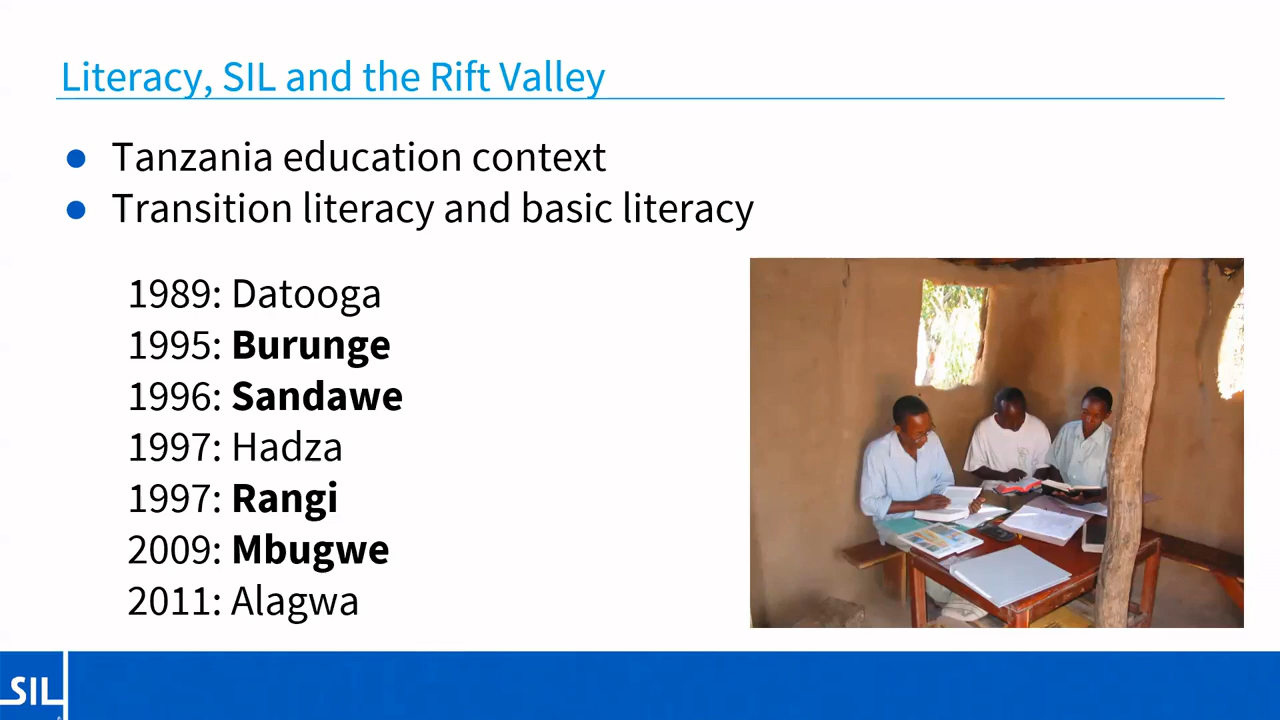 Literacy, SIL and the Rift Valley
● Tanzania education context
● Transition literacy and basic literacy
1989: Datooga
1995: Burunge
1996: Sandawe
1997: Hadza
1997: Rangi
2009: Mbugwe
2011: Alagwa
SIL